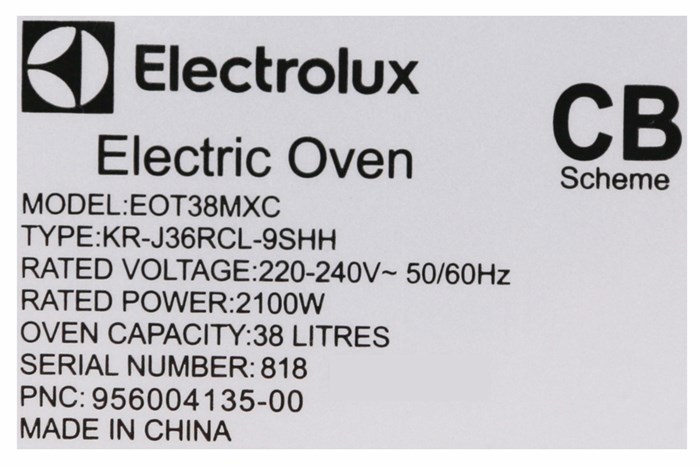 Electrolux
CB
Scheme
Electric Oven
MODEL:EOT38MXC
TYPE:KR-J36RCL-9SHH
RATED VOLTAGE:220-240V~ 50/60Hz
RATED POWER:2100W
OVEN CAPACITY:38 LITRES
SERIAL NUMBER: 818
PNC: 956004135-00
MADE IN CHINA